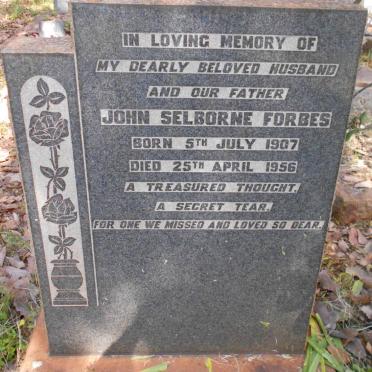 IN LOVING MEMORY OF
MY DEARLY BELOVED HUSBAND
AND OUR FATHER
JOHN SELBORNE FORBES
BORN 5TH JULY 1907
DIED 25TH APRIL 1956
A TREASURED THOUGHT,
A SECRET TEAR,
FOR ONE WE MISSED AND LOVED SO DEAR.